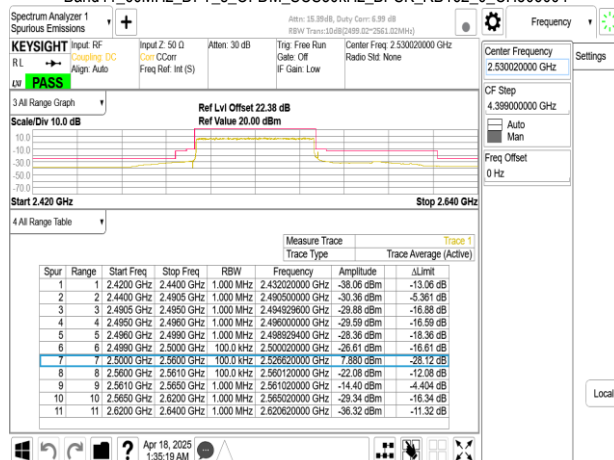 Spectrum Analyzer 1
Spurious Emissions
Attn: 15.39dB, Duty Corr: 6.99 dB
RBW Trans:10dB(2499.02~2561.02MHz)
Frequency
KEYSIGHT
RL
LXI
PASS
Input: RF
Coupling: DC
Align: Auto
Input Z: 50 Ω
Corr CCorr
Freq Ref: Int (S)
Atten: 30 dB
Trig: Free Run
Gate: Off
IF Gain: Low
Center Freq: 2.530020000 GHz
Radio Std: None
Center Frequency
2.530020000 GHz
Settings
CF Step
4.399000000 GHz
Auto
Man
Freq Offset
0 Hz
Local
3 All Range Graph
Scale/Div 10.0 dB
Ref Lvl Offset 22.38 dB
Ref Value 20.00 dBm
10.0
-10.0
-30.0
-50.0
-70.0
Start 2.420 GHz
Stop 2.640 GHz
4 All Range Table
Measure Trace Trace 1
Trace Type Trace Average (Active)
Spur Range Start Freq Stop Freq RBW Frequency Amplitude ΔLimit
1 1 2.4200 GHz 2.4400 GHz 1.000 MHz 2.432020000 GHz -38.06 dBm -13.06 dB
2 2 2.4400 GHz 2.4905 GHz 1.000 MHz 2.490500000 GHz -30.36 dBm -5.361 dB
3 3 2.4905 GHz 2.4950 GHz 1.000 MHz 2.494929600 GHz -29.88 dBm -16.88 dB
4 4 2.4950 GHz 2.4960 GHz 1.000 MHz 2.496000000 GHz -29.59 dBm -16.59 dB
5 5 2.4960 GHz 2.4990 GHz 1.000 MHz 2.498929400 GHz -28.36 dBm -18.36 dB
6 6 2.4990 GHz 2.5000 GHz 100.0 kHz 2.500020000 GHz -26.61 dBm -16.61 dB
7 7 2.5000 GHz 2.5600 GHz 100.0 kHz 2.526620000 GHz 7.880 dBm -28.12 dB
8 8 2.5600 GHz 2.5610 GHz 100.0 kHz 2.560120000 GHz -22.08 dBm -12.08 dB
9 9 2.5610 GHz 2.5650 GHz 1.000 MHz 2.561020000 GHz -14.40 dBm -4.404 dB
10 10 2.5650 GHz 2.6200 GHz 1.000 MHz 2.565020000 GHz -29.34 dBm -16.34 dB
11 11 2.6200 GHz 2.6400 GHz 1.000 MHz 2.620620000 GHz -36.32 dBm -11.32 dB
?
Apr 18, 2025
1:35:19 AM